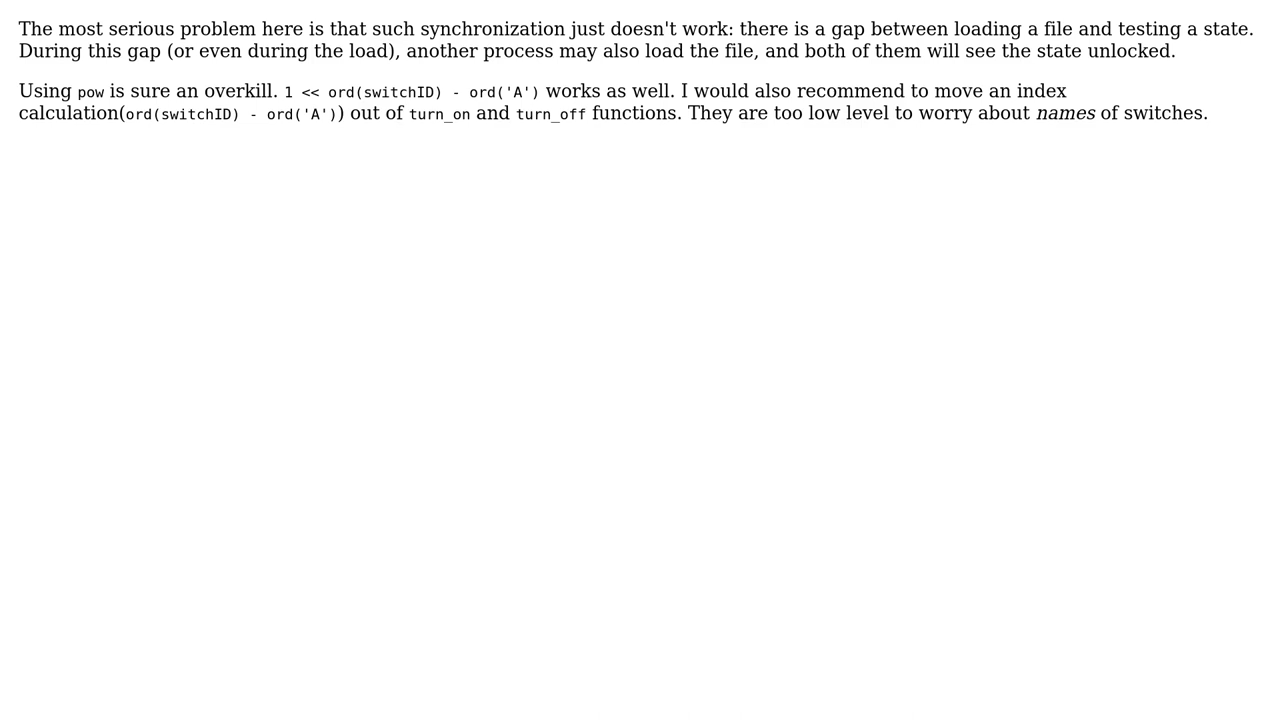 The most serious problem here is that such synchronization just doesn't work: there is a gap between loading a file and testing a state.
During this gap (or even during the load), another process may also load the file, and both of them will see the state unlocked.
Using pow is sure an overkill. 1 << ord(switchID) - ord('A') works as well. I would also recommend to move an index
calculation(ord(switchID) - ord('A')) out of turn_on and turn_off functions. They are too low level to worry about names of switches.